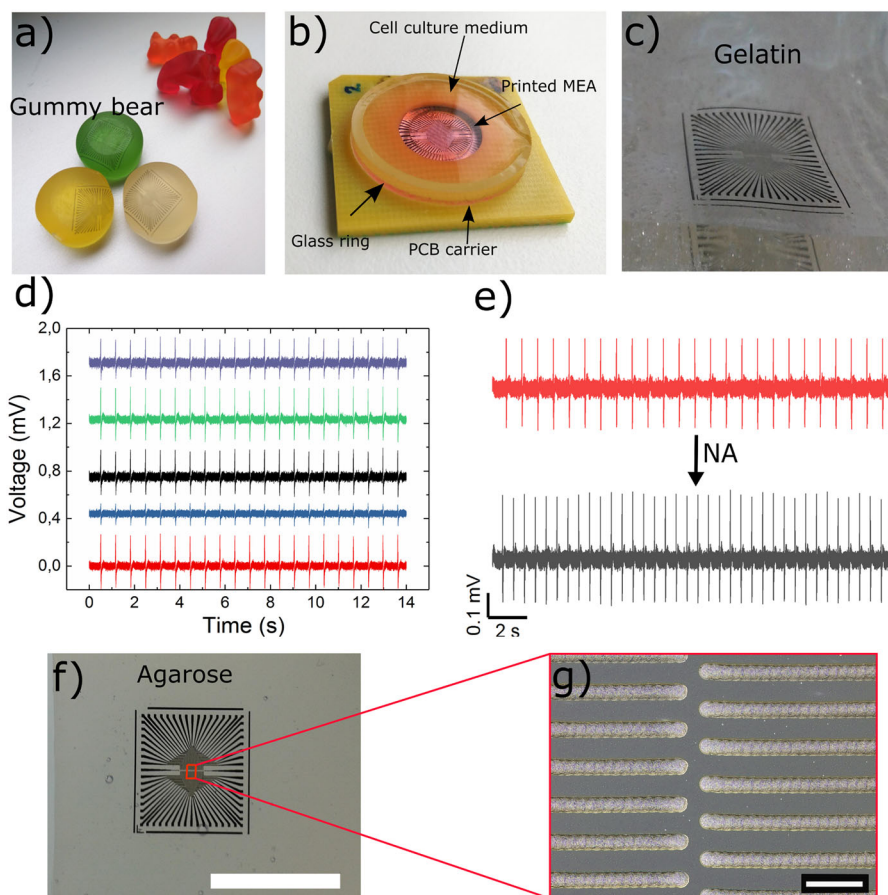 a)
Gummy bear
b)
Cell culture medium
Printed MEA
Glass ring
PCB carrier
2
c)
Gelatin
d)
2,0
1,6
1,2
0,8
0,4
0,0
Voltage (mV)
0 2 4 6 8 10 12 14
Time (s)
e)
NA
0.1 mV
2 s
f)
Agarose
g)